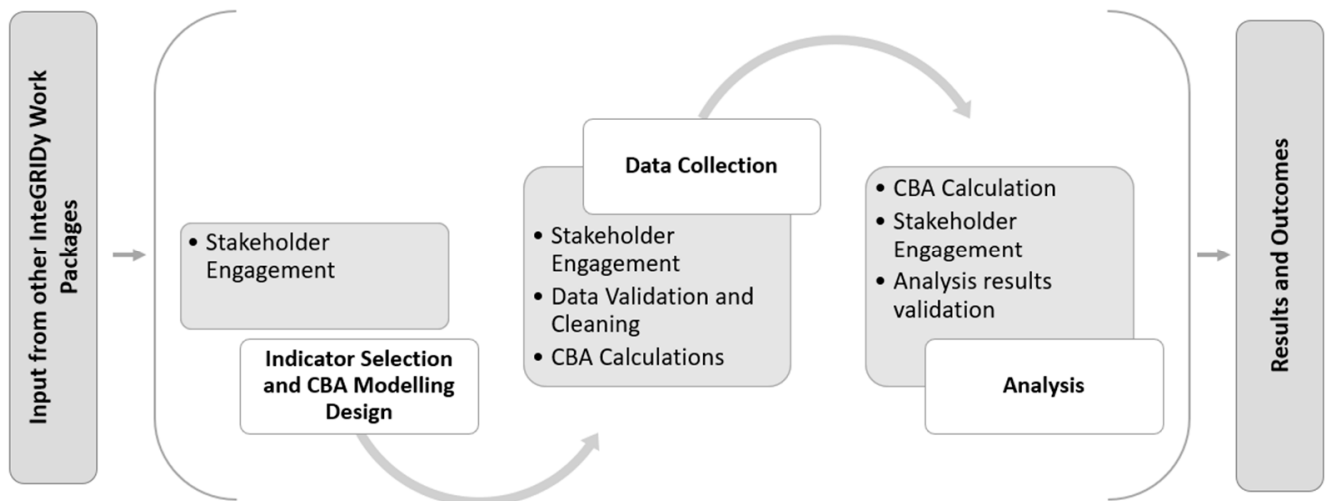 Input from other InteGRIDy Work
Packages
• Stakeholder
Engagement
Indicator Selection
and CBA Modelling
Design
Data Collection
• Stakeholder
Engagement
• Data Validation and
Cleaning
• CBA Calculations
• CBA Calculation
• Stakeholder
Engagement
• Analysis results
validation
Analysis
Results and Outcomes